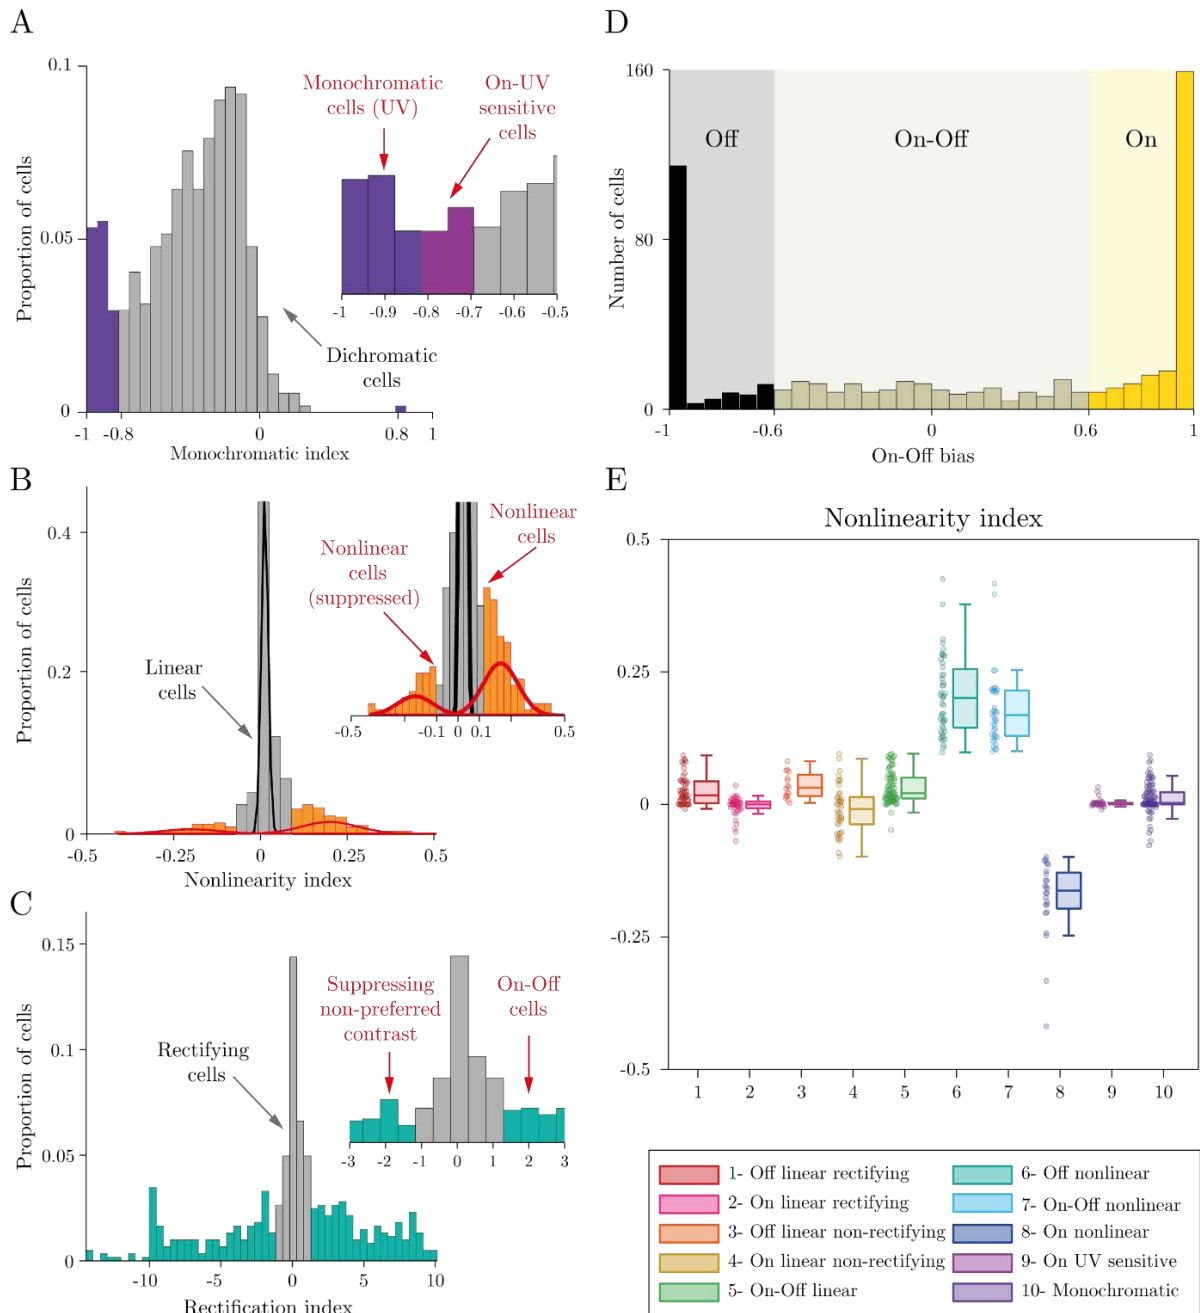 A
0.1
0.05
0
Proportion of cells
Monochromatic
cells (UV)
On-UV
sensitive
cells
-1
-0.9
-0.8
-0.7
-0.6
-0.5
Dichromatic
cells
-1
-0.8
0
0.8
1
Monochromatic index
B
0.4
0.2
0
Proportion of cells
Linear
cells
Nonlinear
cells
(suppressed)
Nonlinear
cells
-0.5
-0.1
0
0.1
0.5
-0.5
-0.25
0
0.25
0.5
Nonlinearity index
C
0.15
0.1
0.05
0
Proportion of cells
Rectifying
cells
Suppressing
non-preferred
contrast
On-Off
cells
-3
-2
-1
0
1
2
3
-10
-5
0
5
10
Rectification index
D
160
80
0
Number of cells
Off
On-Off
On
-1
-0.6
0
0.6
1
On-Off bias
E
Nonlinearity index
0.5
0.25
0
-0.25
-0.5
1
2
3
4
5
6
7
8
9
10
1- Off linear rectifying
2- On linear rectifying
3- Off linear non-rectifying
4- On linear non-rectifying
5- On-Off linear
6- Off nonlinear
7- On-Off nonlinear
8- On nonlinear
9- On UV sensitive
10- Monochromatic